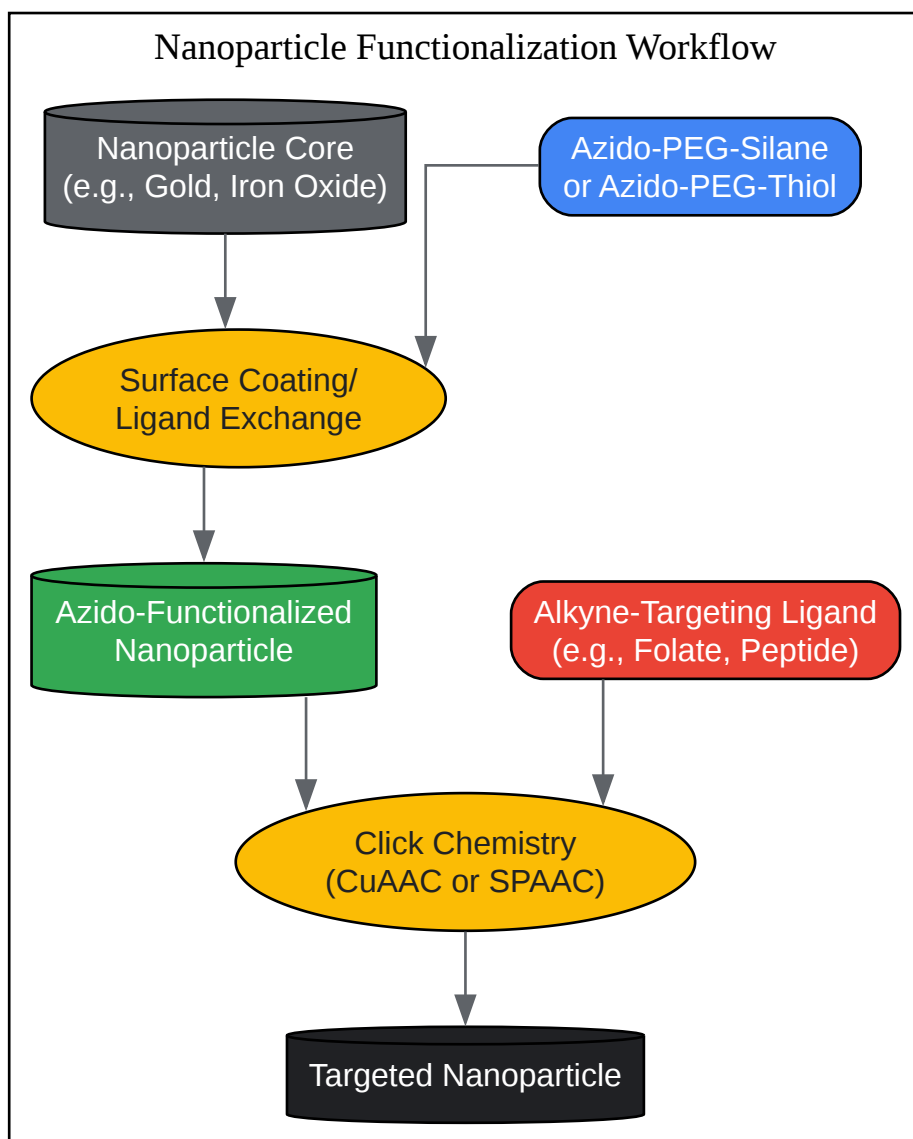 Nanoparticle Functionalization Workflow
Nanoparticle Core
(e.g., Gold, Iron Oxide)
Azido-PEG-Silane
or Azido-PEG-Thiol
Surface Coating/
Ligand Exchange
Azido-Functionalized
Nanoparticle
Alkyne-Targeting Ligand
(e.g., Folate, Peptide)
Click Chemistry
(CuAAC or SPAAC)
Targeted Nanoparticle